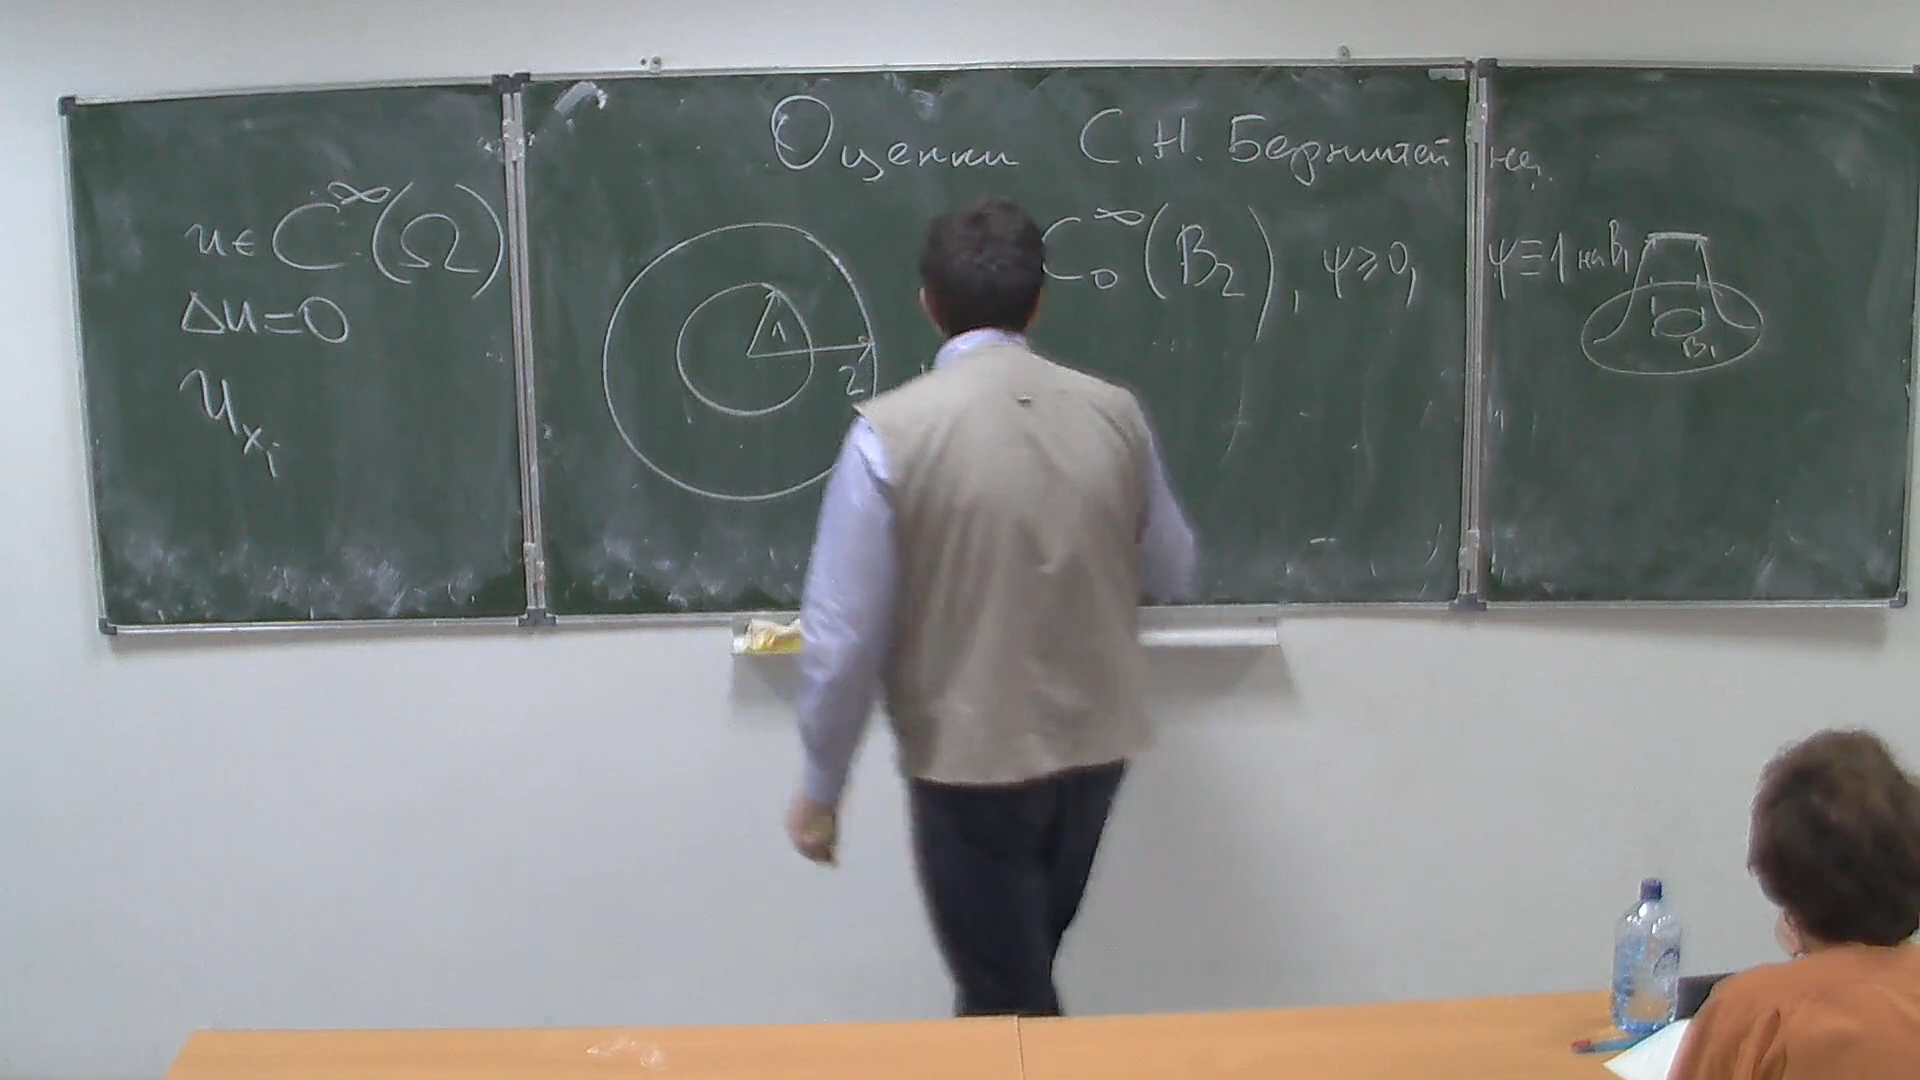 Оценки С.Н. Бернштейна
u ∈ C^∞(Ω)
Δu=0
u_{x_i}
1
2
C_0^∞(B_2), ψ≥0, ψ≡1 на B_1
B_1